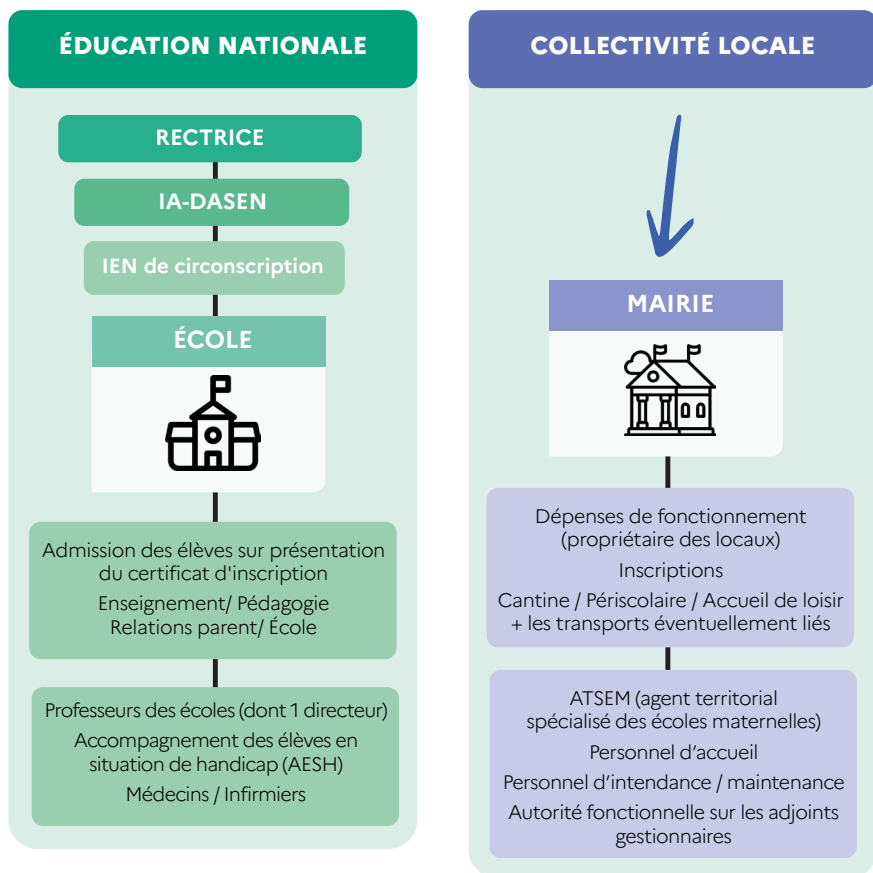 ÉDUCATION NATIONALE
RECTRICE
IA-DASEN
IEN de circonscription
ÉCOLE
Admission des élèves sur présentation
du certificat d'inscription
Enseignement/ Pédagogie
Relations parent/ École
Professeurs des écoles (dont 1 directeur)
Accompagnement des élèves en
situation de handicap (AESH)
Médecins / Infirmiers
COLLECTIVITÉ LOCALE
MAIRIE
Dépenses de fonctionnement
(propriétaire des locaux)
Inscriptions
Cantine / Périscolaire / Accueil de loisir
+ les transports éventuellement liés
ATSEM (agent territorial
spécialisé des écoles maternelles)
Personnel d’accueil
Personnel d’intendance / maintenance
Autorité fonctionnelle sur les adjoints
gestionnaires